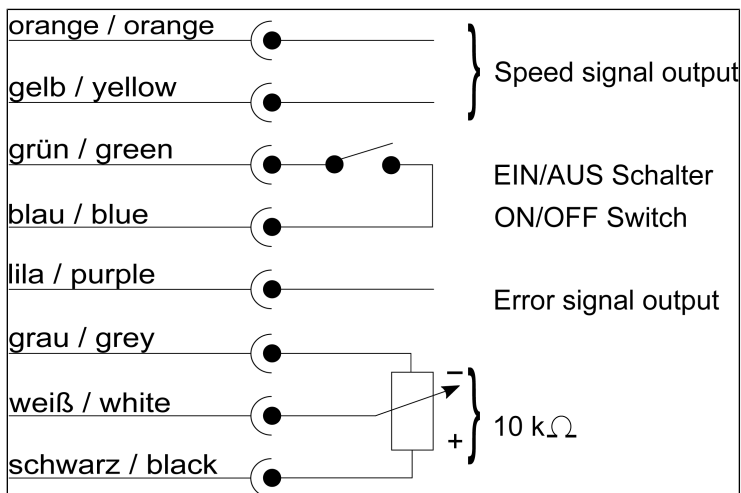 orange / orange
gelb / yellow
Speed signal output
grün / green
EIN/AUS Schalter
blau / blue
ON/OFF Switch
lila / purple
Error signal output
grau / grey
−
weiß / white
10 kΩ
+
schwarz / black